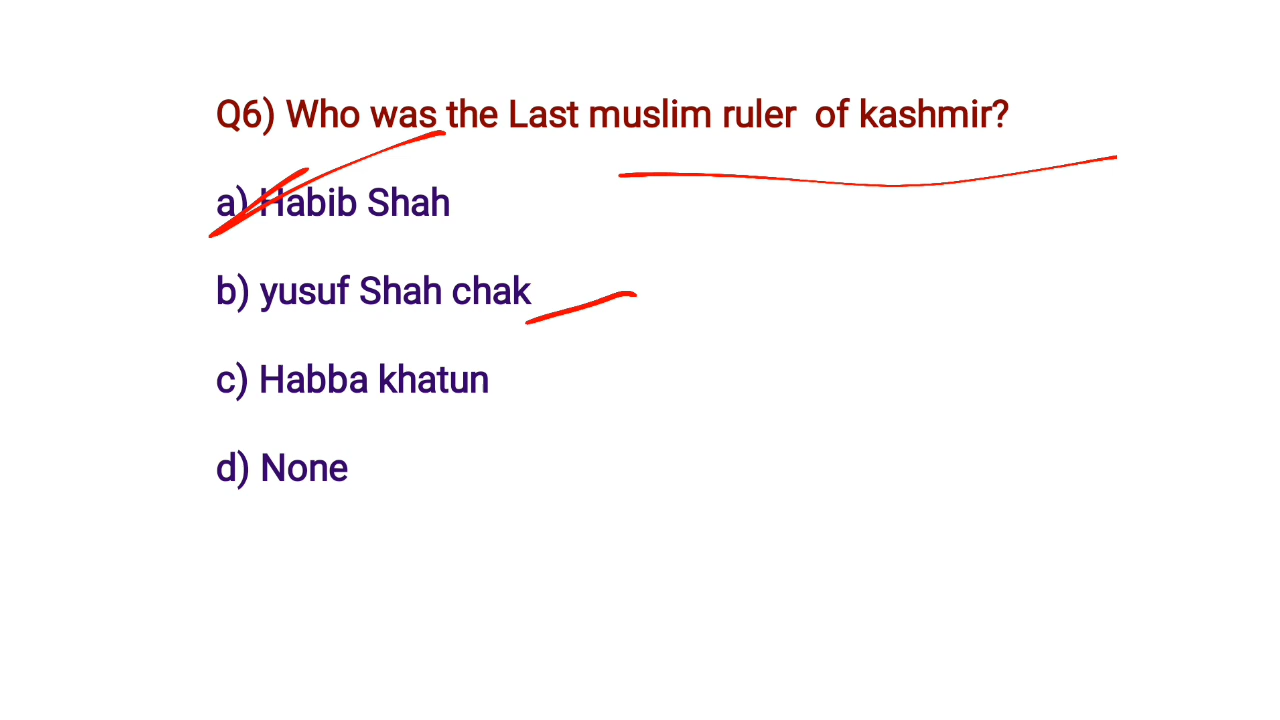 Q6) Who was the Last muslim ruler of kashmir?
a) Habib Shah
b) yusuf Shah chak
c) Habba khatun
d) None